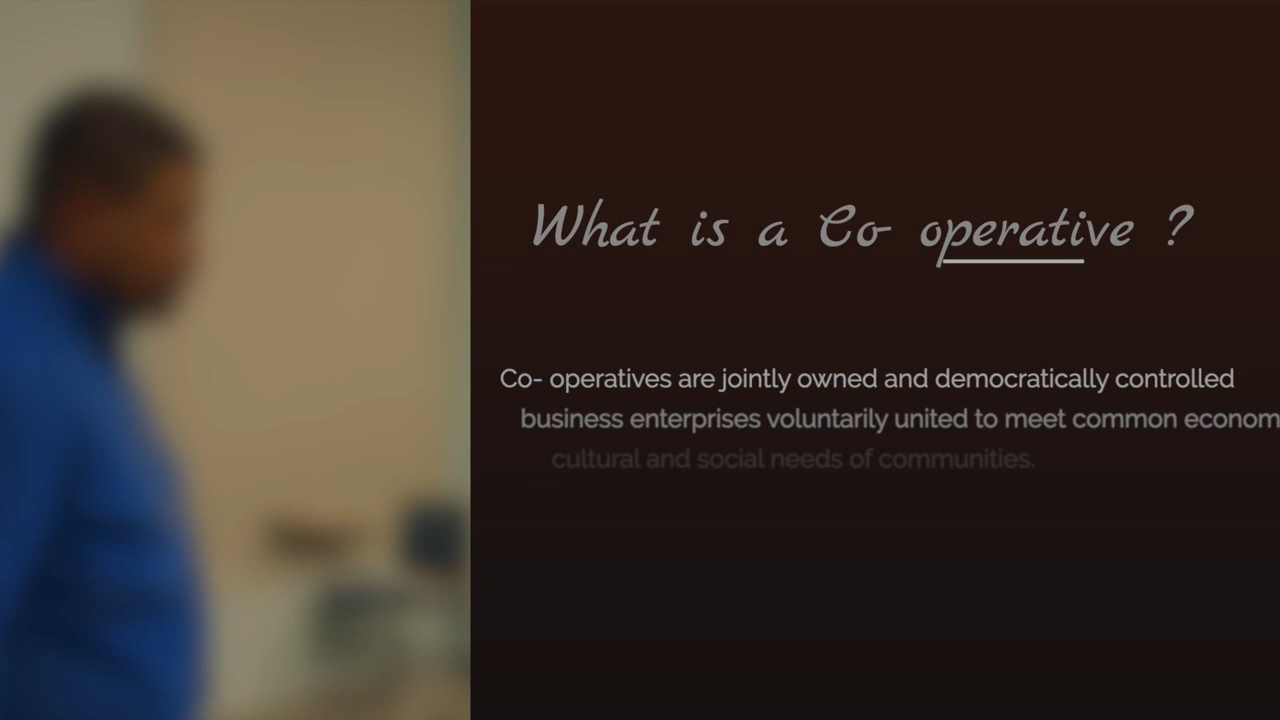 What is a Co- operative ?
Co- operatives are jointly owned and democratically controlled
business enterprises voluntarily united to meet common econom
cultural and social needs of communities.